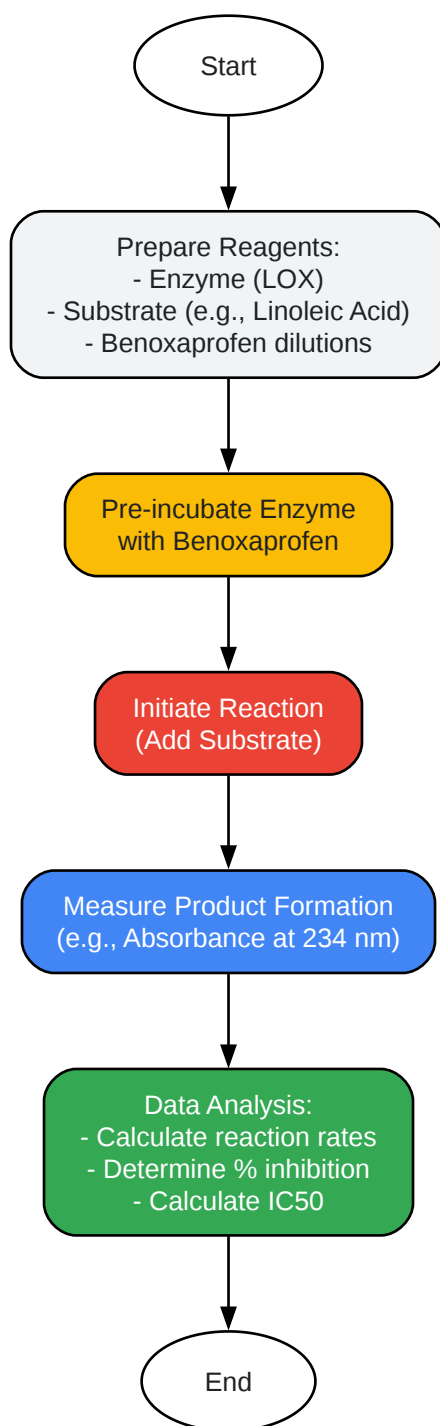 Start
Prepare Reagents:
- Enzyme (LOX)
- Substrate (e.g., Linoleic Acid)
- Benoxaprofen dilutions
Pre-incubate Enzyme
with Benoxaprofen
Initiate Reaction
(Add Substrate)
Measure Product Formation
(e.g., Absorbance at 234 nm)
Data Analysis:
- Calculate reaction rates
- Determine % inhibition
- Calculate IC50
End